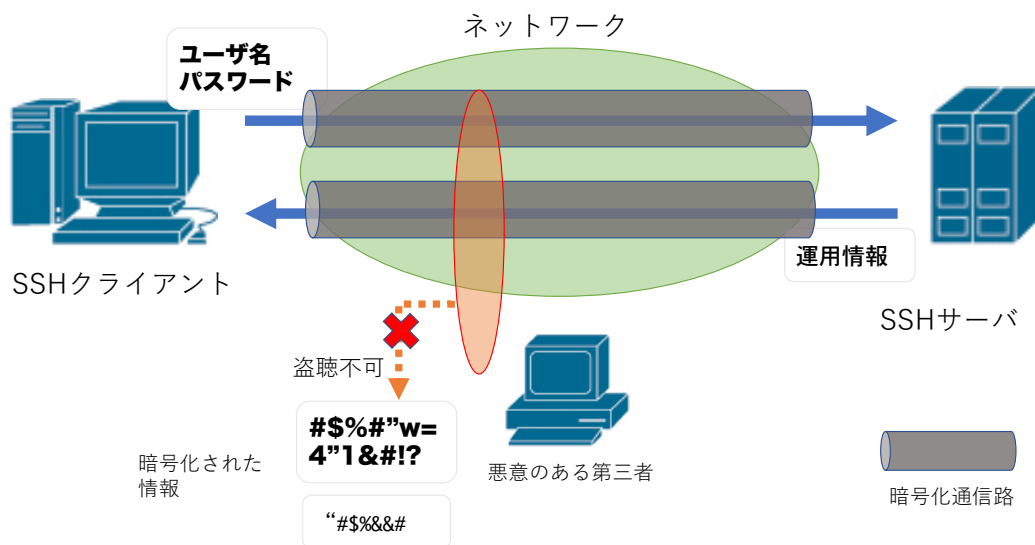 ネットワーク
ユーザ名
パスワード
SSHクライアント
運用情報
SSHサーバ
盗聴不可
#$%#”w=
4”1&#!?
暗号化された
情報
“#$%&&#
悪意のある第三者
暗号化通信路